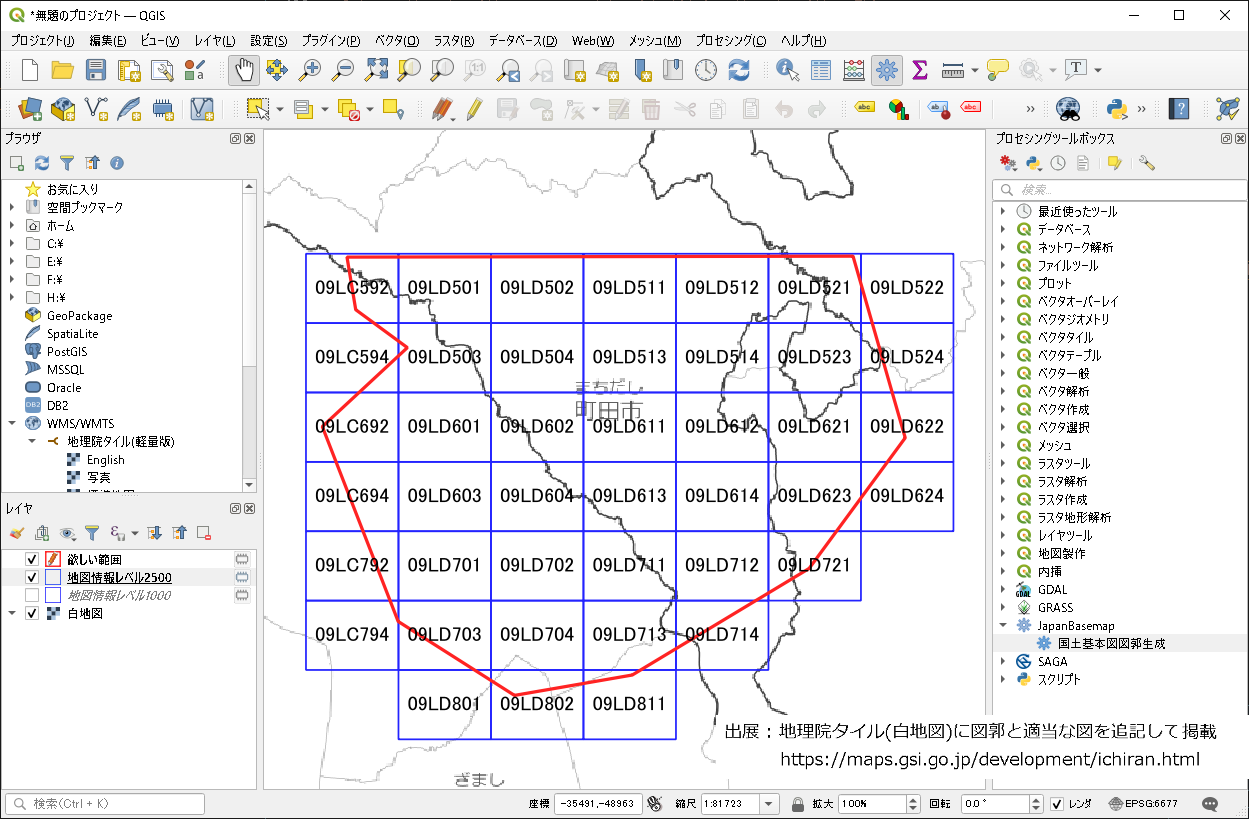 *無題のプロジェクト — QGIS
プロジェクト(J) 編集(E) ビュー(V) レイヤ(L) 設定(S) プラグイン(P) ベクタ(O) ラスタ(R) データベース(D) Web(W) メッシュ(M) プロセシング(C) ヘルプ(H)
ブラウザ
お気に入り
空間ブックマーク
ホーム
C:¥
E:¥
F:¥
H:¥
GeoPackage
SpatiaLite
PostGIS
MSSQL
Oracle
DB2
WMS/WMTS
地理院タイル(軽量版)
English
写真
レイヤ
欲しい範囲
地図情報レベル2500
地図情報レベル1000
白地図
検索(Ctrl + K)
09LC592 09LD501 09LD502 09LD511 09LD512 09LD521 09LD522
09LC594 09LD503 09LD504 09LD513 09LD514 09LD523 09LD524
まちだし
町田市
09LC692 09LD601 09LD602 09LD611 09LD612 09LD621 09LD622
09LC694 09LD603 09LD604 09LD613 09LD614 09LD623 09LD624
09LC792 09LD701 09LD702 09LD711 09LD712 09LD721
09LC794 09LD703 09LD704 09LD713 09LD714
09LD801 09LD802 09LD811
ざまし
出展：地理院タイル(白地図)に図郭と適当な図を追記して掲載
https://maps.gsi.go.jp/development/ichiran.html
プロセシングツールボックス
検索...
最近使ったツール
データベース
ネットワーク解析
ファイルツール
プロット
ベクタオーバーレイ
ベクタジオメトリ
ベクタタイル
ベクタテーブル
ベクタ一般
ベクタ解析
ベクタ作成
ベクタ選択
メッシュ
ラスタツール
ラスタ解析
ラスタ作成
ラスタ地形解析
レイヤツール
地図製作
内挿
GDAL
GRASS
JapanBasemap
国土基本図図郭生成
SAGA
スクリプト
座標 -35491,-48963 縮尺 1:81723 拡大 100% 回転 0.0 ° レンダ EPSG:6677